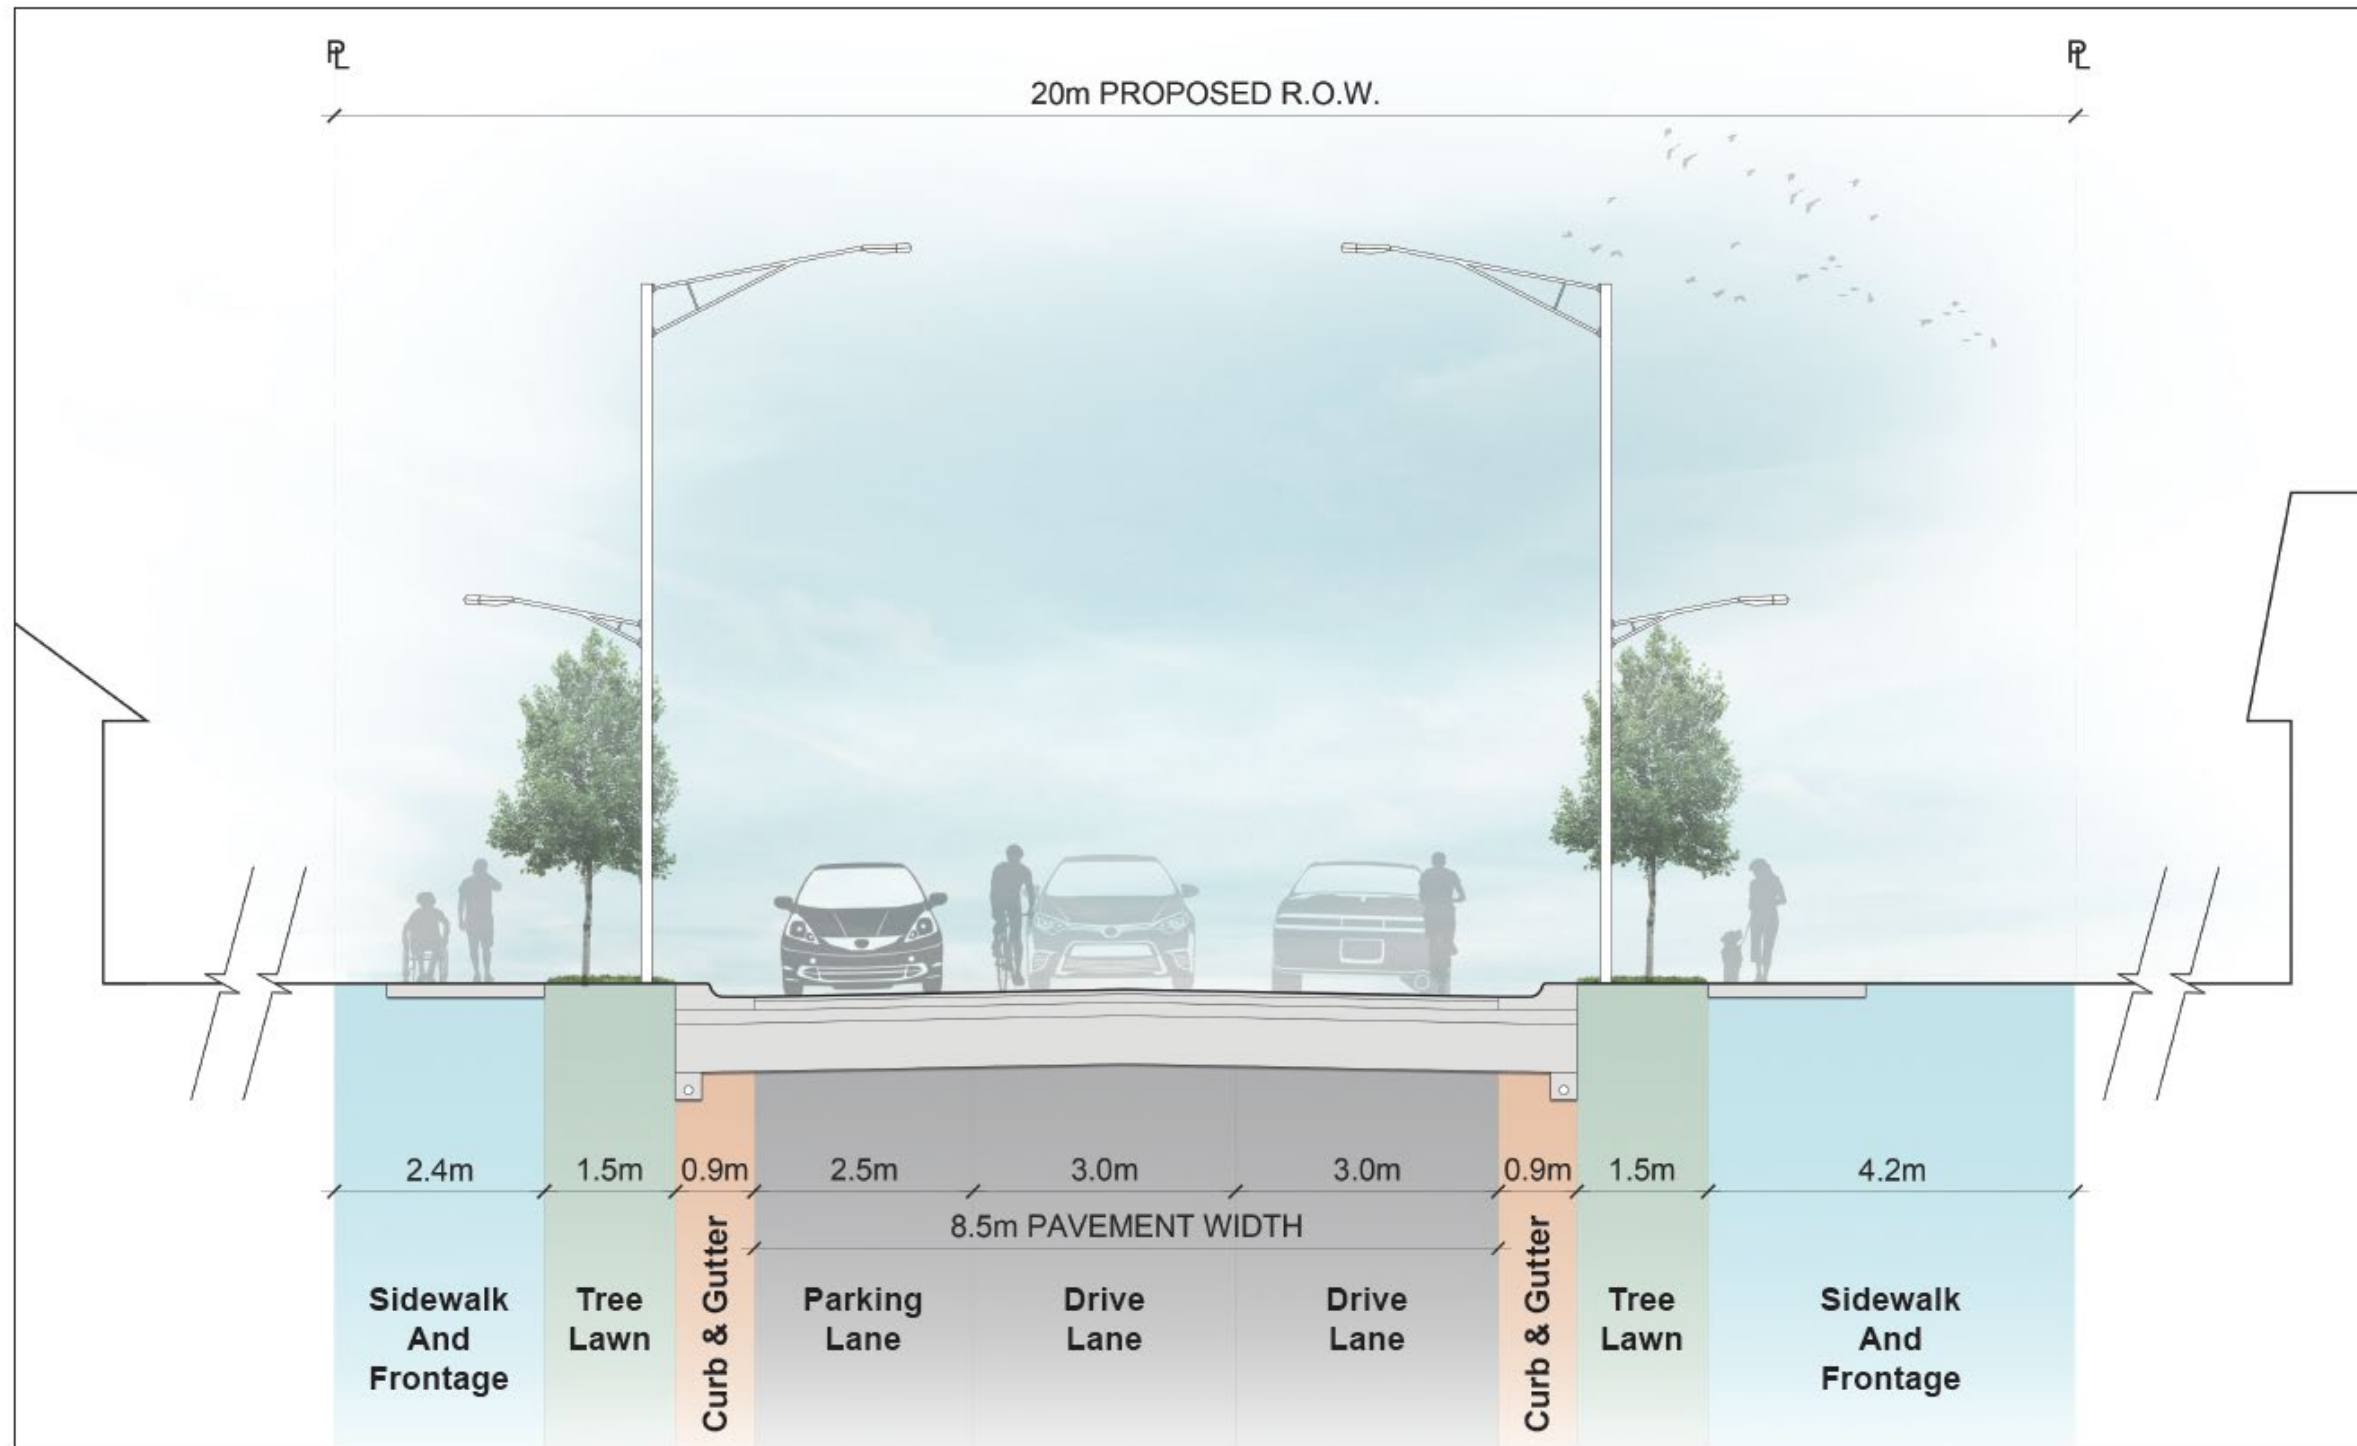 PL PL
20m PROPOSED R.O.W.
2.4m 1.5m 0.9m 2.5m 3.0m 3.0m 0.9m 1.5m 4.2m
8.5m PAVEMENT WIDTH
Sidewalk
And
Frontage
Tree
Lawn
Curb & Gutter
Parking
Lane
Drive
Lane
Drive
Lane
Curb & Gutter
Tree
Lawn
Sidewalk
And
Frontage